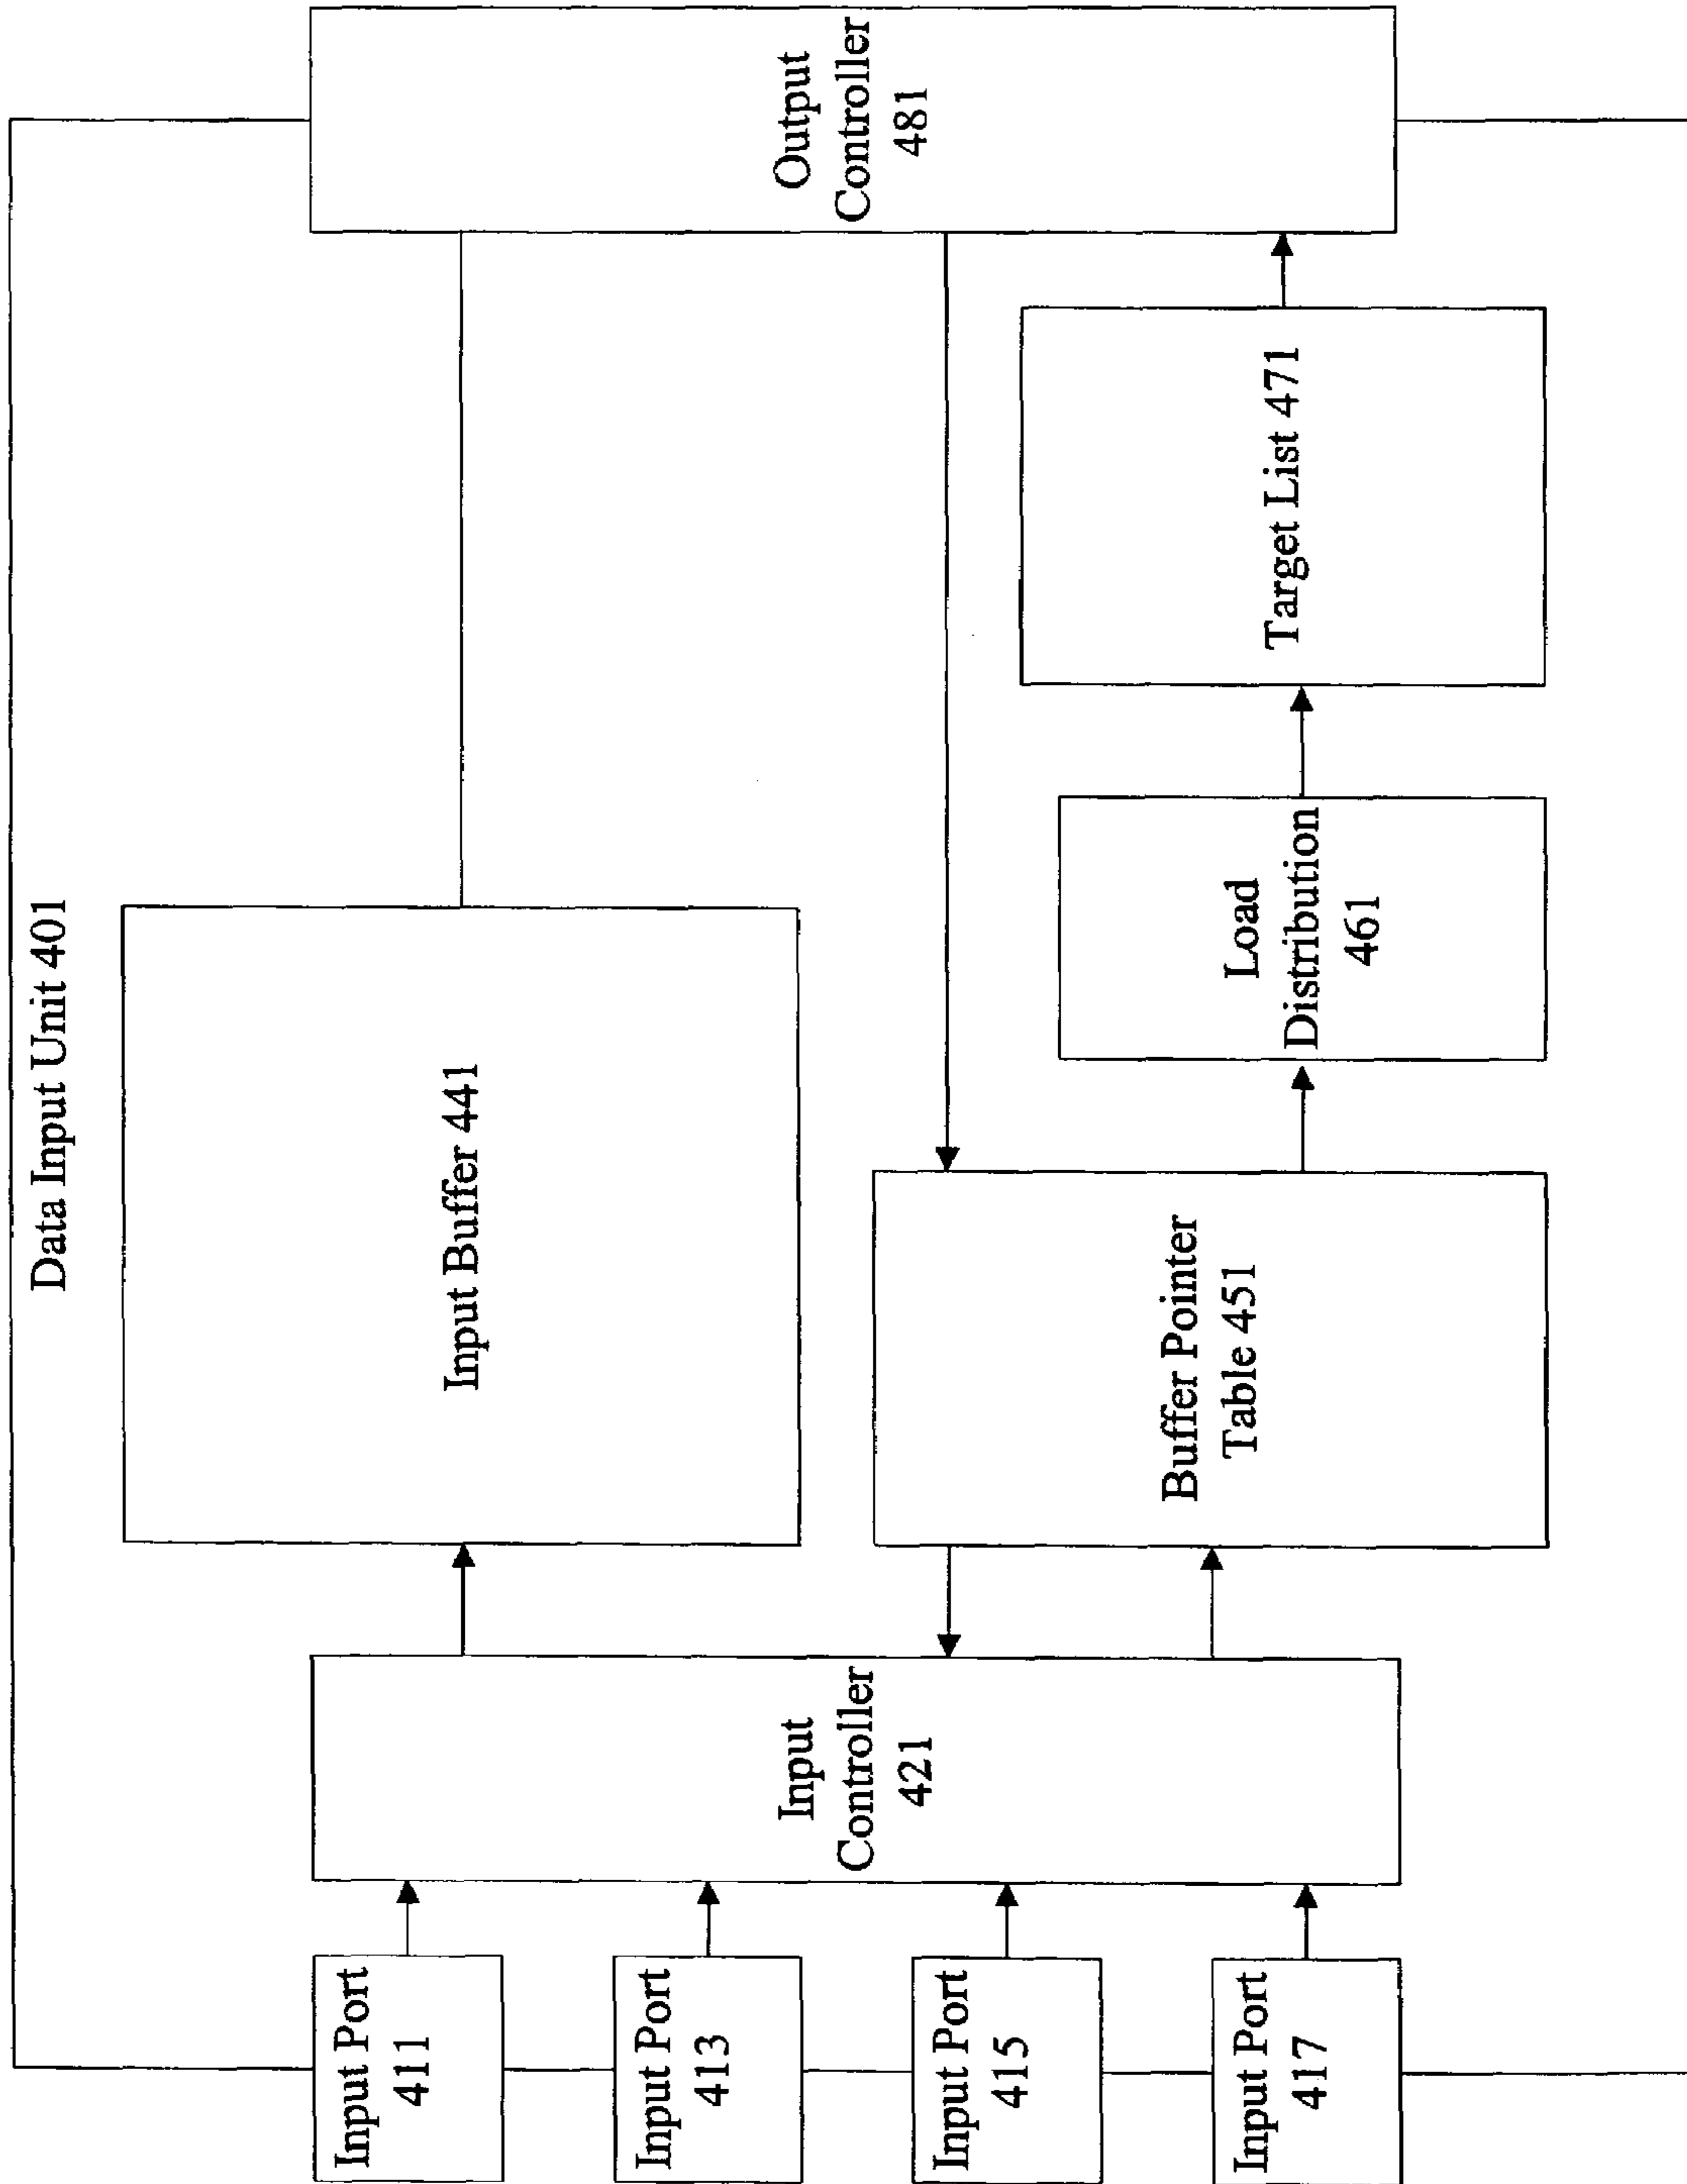 Data Input Unit 401
Input Port
411
Input Port
413
Input Port
415
Input Port
417
Input
Controller
421
Input Buffer 441
Buffer Pointer
Table 451
Load
Distribution
461
Target List 471
Output
Controller
481